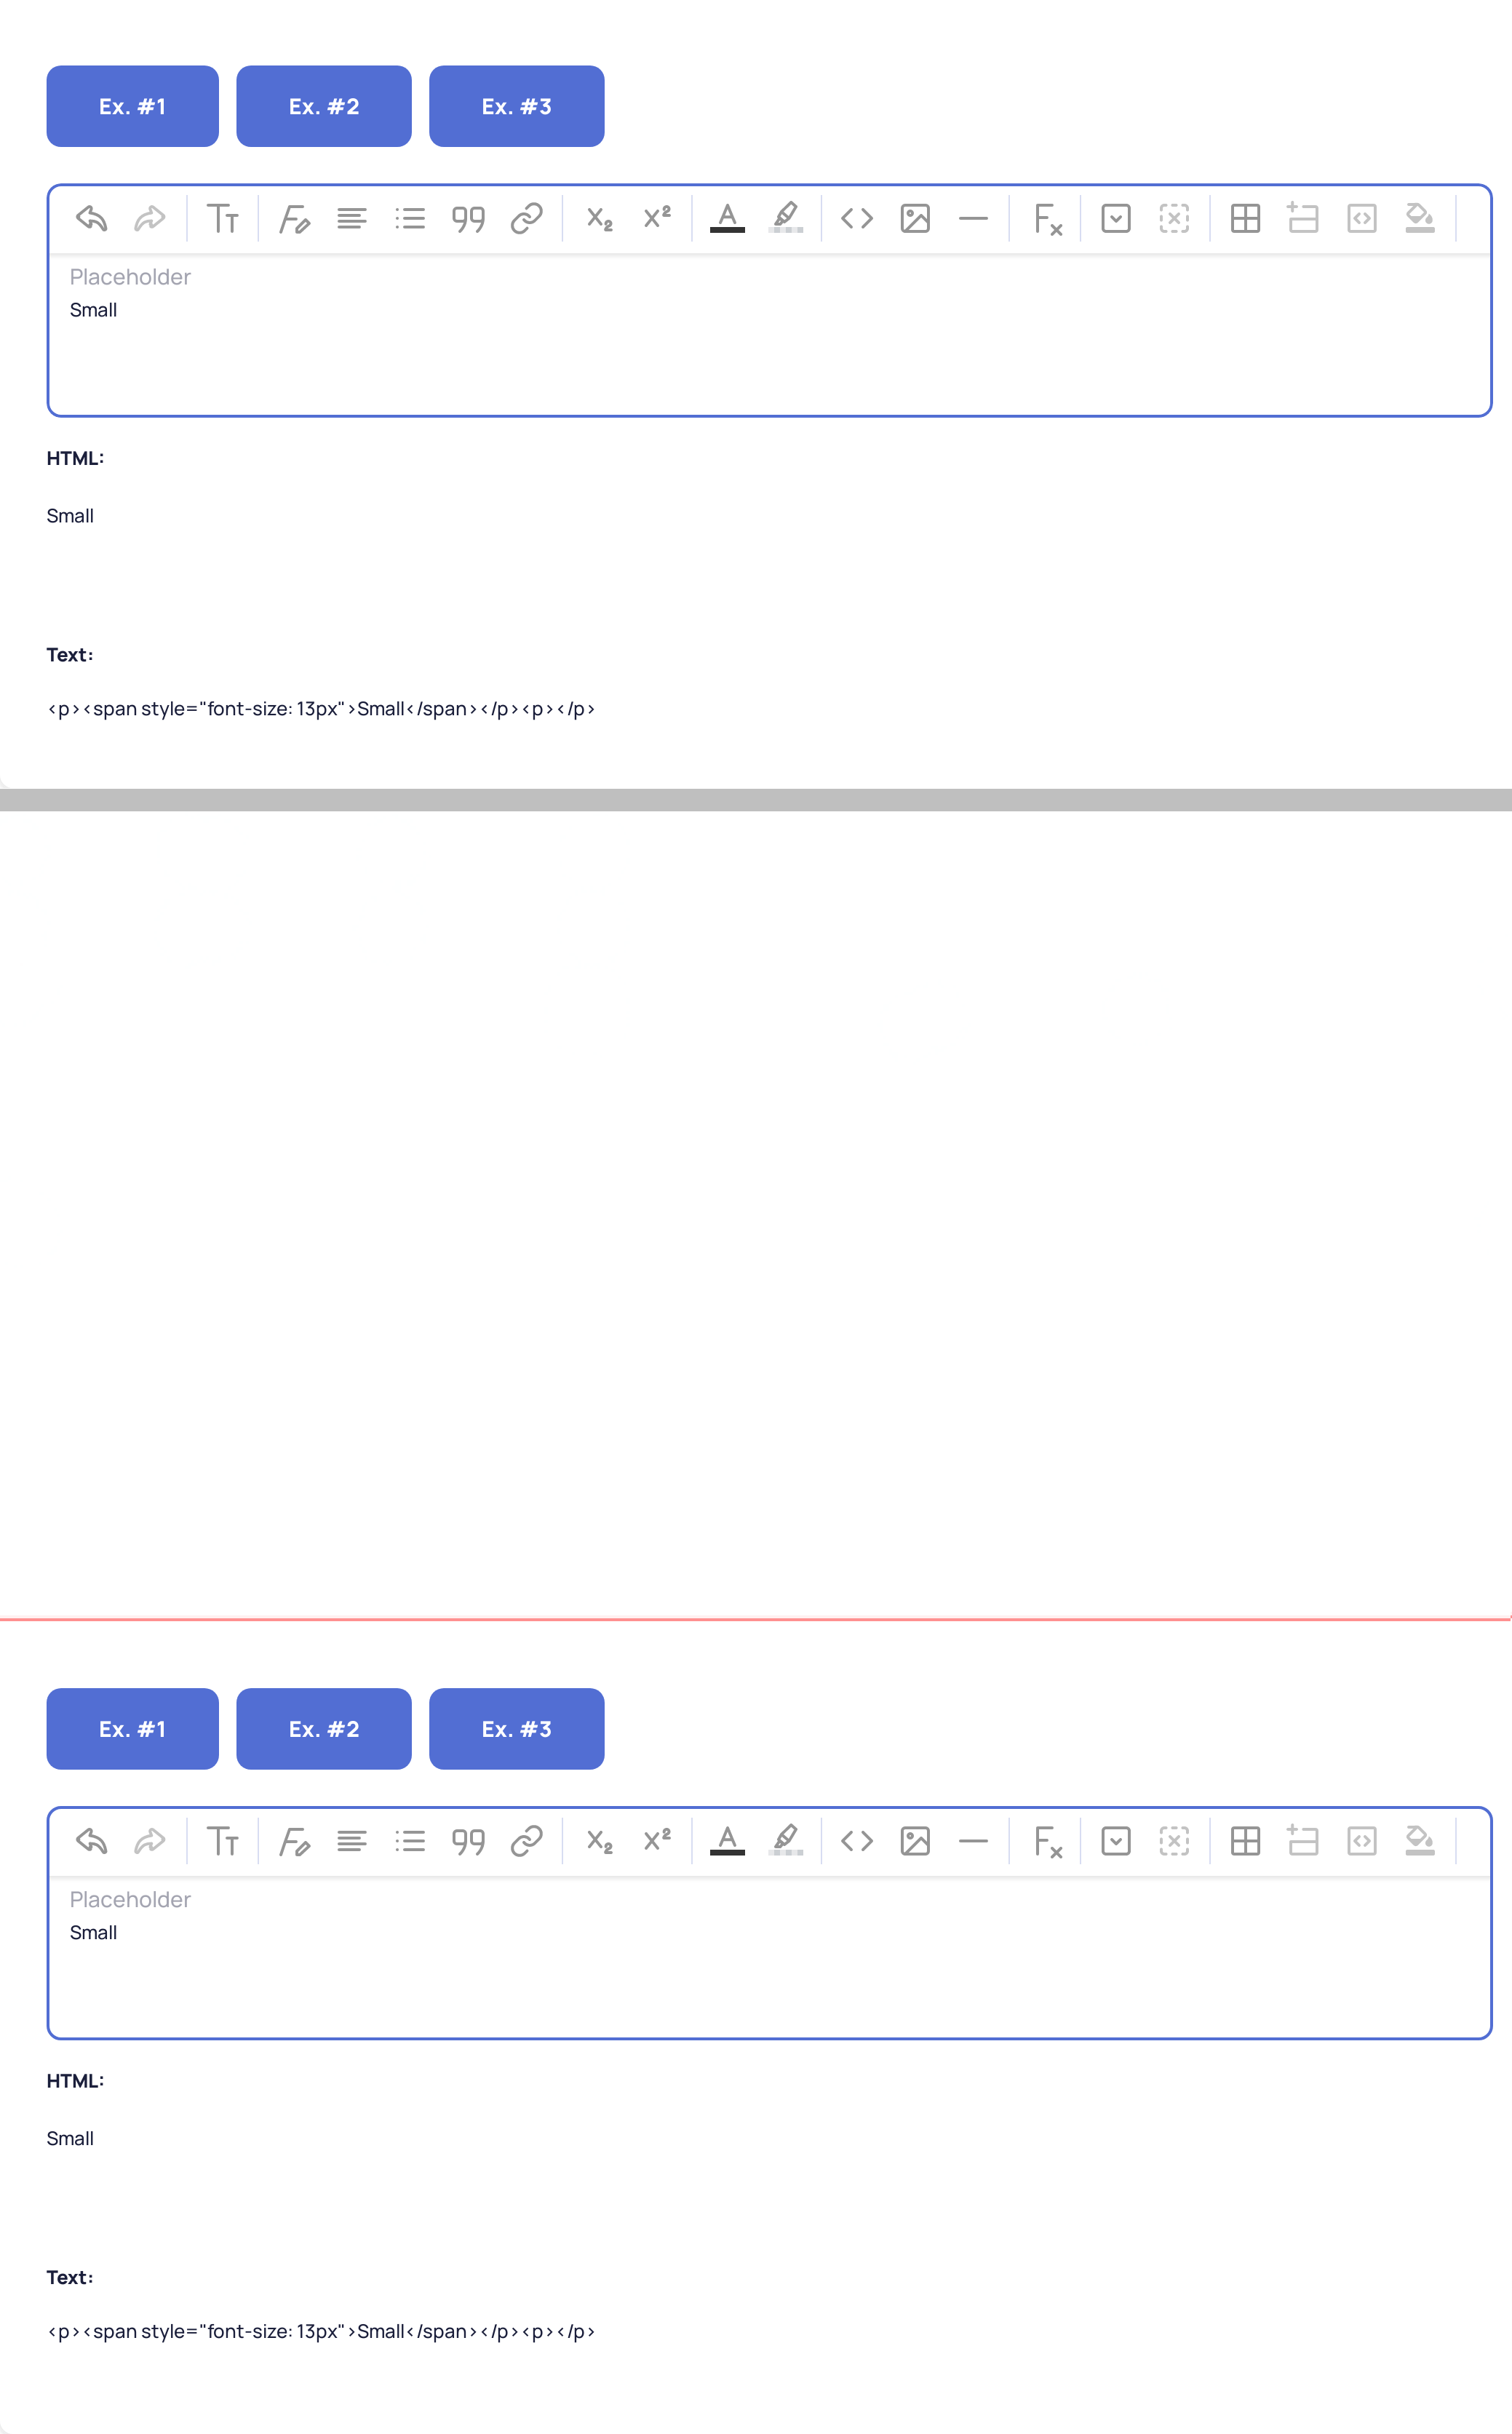 Ex. #1 Ex. #2 Ex. #3
Placeholder
Small
HTML:
Small
Text:
<p><span style="font-size: 13px">Small</span></p><p></p>
Ex. #1 Ex. #2 Ex. #3
Placeholder
Small
HTML:
Small
Text:
<p><span style="font-size: 13px">Small</span></p><p></p>